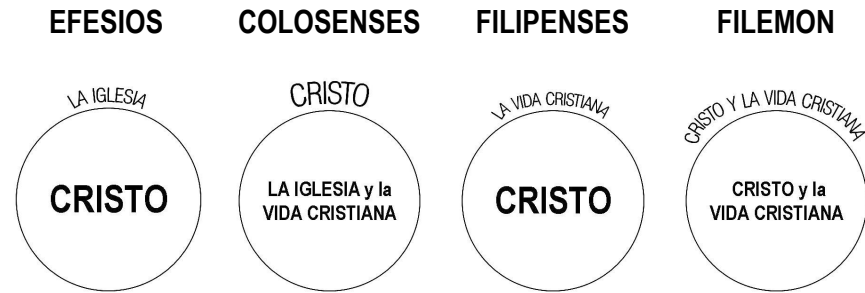 EFESIOS
COLOSENSES
FILIPENSES
FILEMON
LA IGLESIA
CRISTO
LA VIDA CRISTIANA
CRISTO Y LA VIDA CRISTIANA
CRISTO
LA IGLESIA y la
VIDA CRISTIANA
CRISTO
CRISTO y la
VIDA CRISTIANA